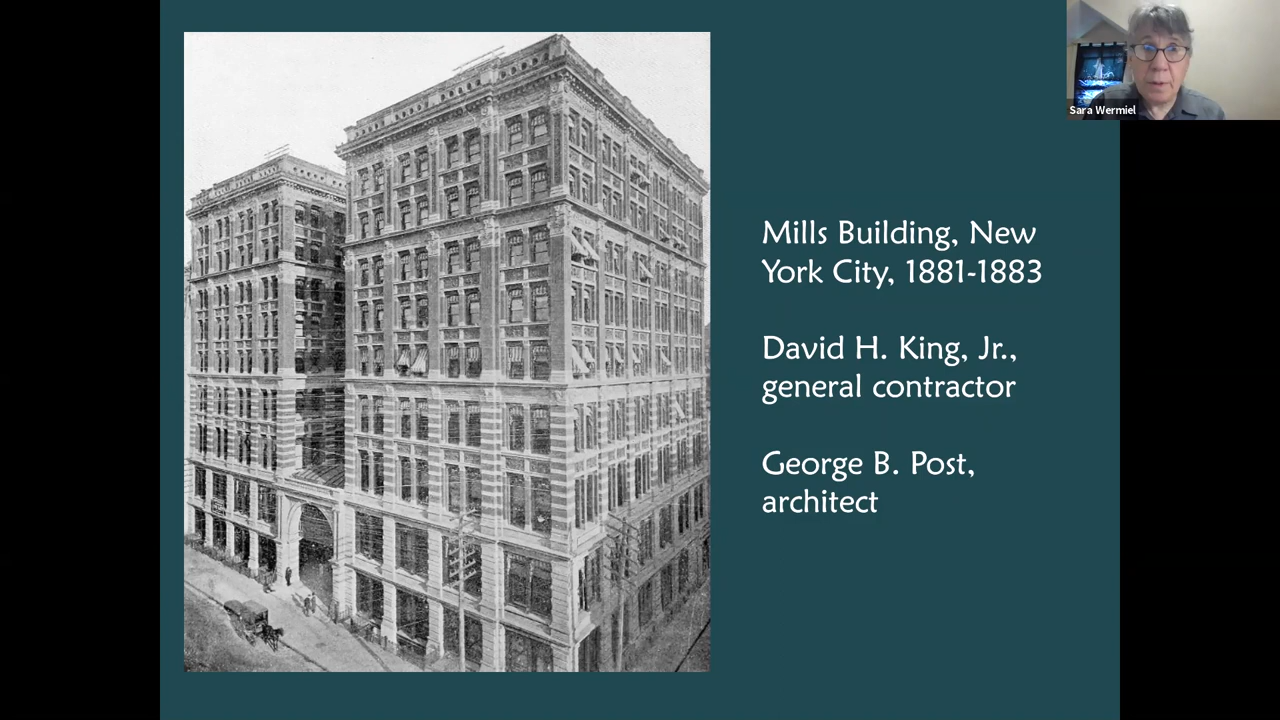 Sara Wermiel
Mills Building, New
York City, 1881-1883
David H. King, Jr.,
general contractor
George B. Post,
architect